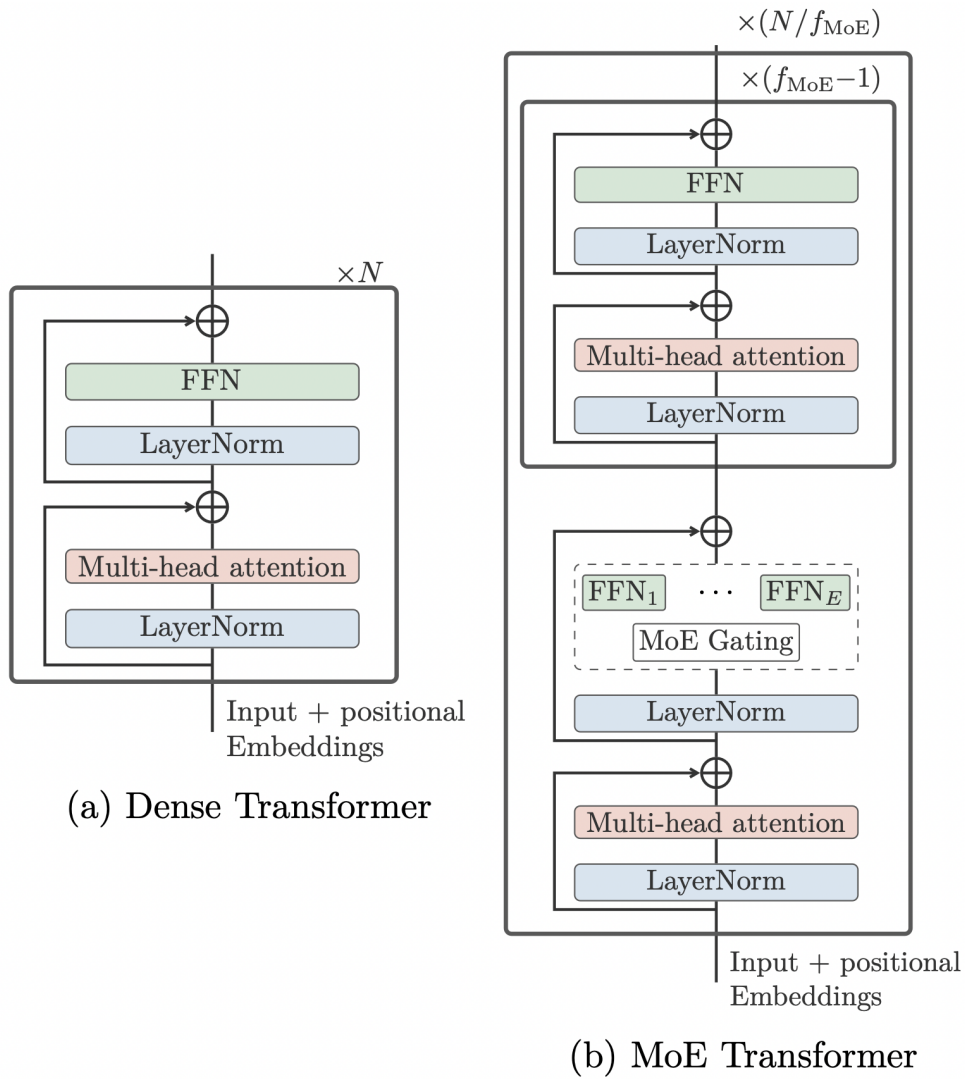 ×N
FFN
LayerNorm
Multi-head attention
LayerNorm
Input + positional
Embeddings
(a) Dense Transformer
×(N/f_MoE)
×(f_MoE−1)
FFN
LayerNorm
Multi-head attention
LayerNorm
FFN₁ ··· FFN_E
MoE Gating
LayerNorm
Multi-head attention
LayerNorm
Input + positional
Embeddings
(b) MoE Transformer